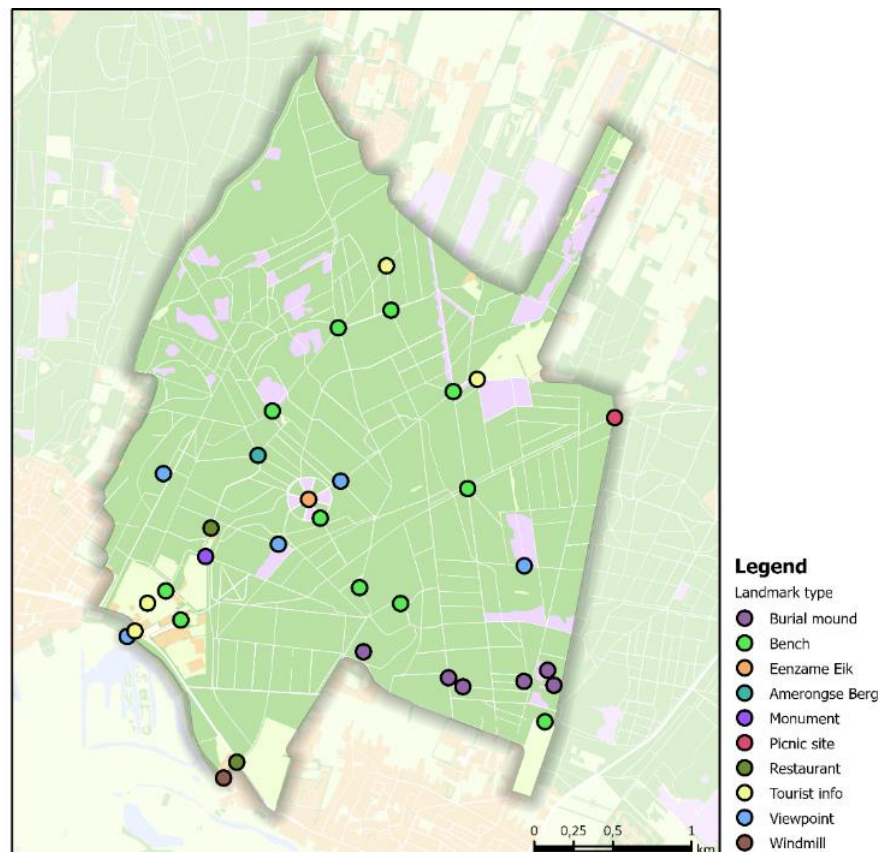 Legend
Landmark type
Burial mound
Bench
Eenzame Eik
Amerongse Berg
Monument
Picnic site
Restaurant
Tourist info
Viewpoint
Windmill
0 0,25 0,5 1
km